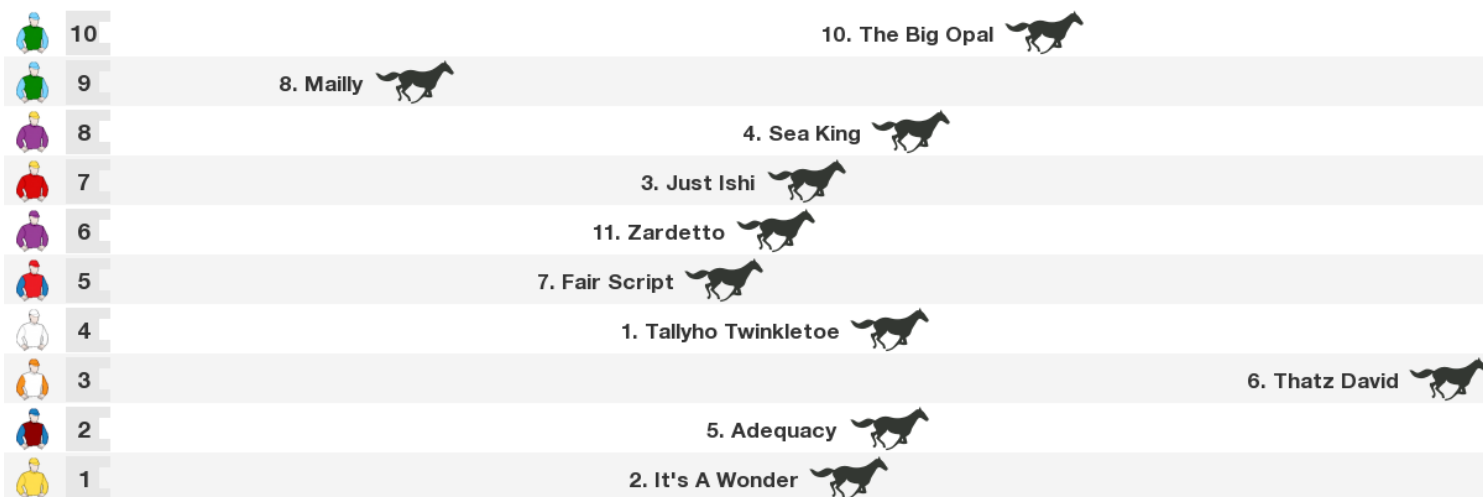 10 10. The Big Opal
9 8. Mailly
8 4. Sea King
7 3. Just Ishi
6 11. Zardetto
5 7. Fair Script
4 1. Tallyho Twinkletoe
3 6. Thatz David
2 5. Adequacy
1 2. It's A Wonder